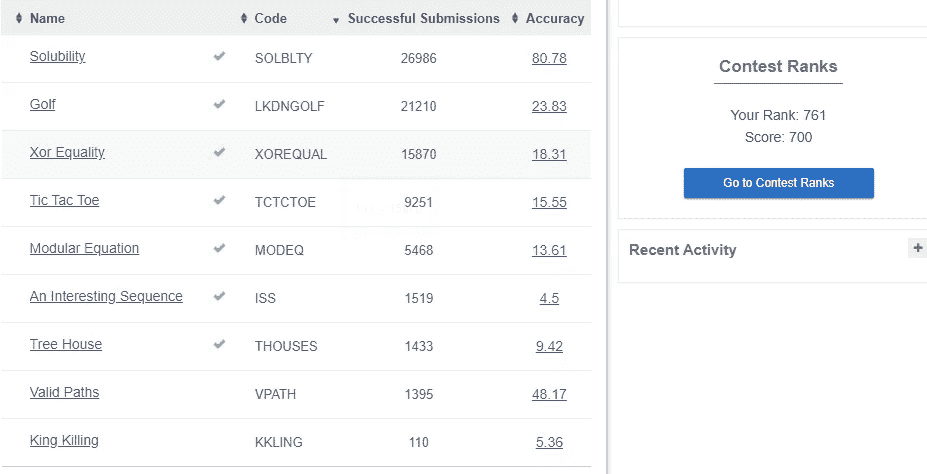 Name Code Successful Submissions Accuracy
Solubility SOLBLTY 26986 80.78
Golf LKDNGOLF 21210 23.83
Xor Equality XOREQUAL 15870 18.31
Tic Tac Toe TCTCTOE 9251 15.55
Modular Equation MODEQ 5468 13.61
An Interesting Sequence ISS 1519 4.5
Tree House THOUSES 1433 9.42
Valid Paths VPATH 1395 48.17
King Killing KKLING 110 5.36
Contest Ranks
Your Rank: 761
Score: 700
Go to Contest Ranks
Recent Activity +